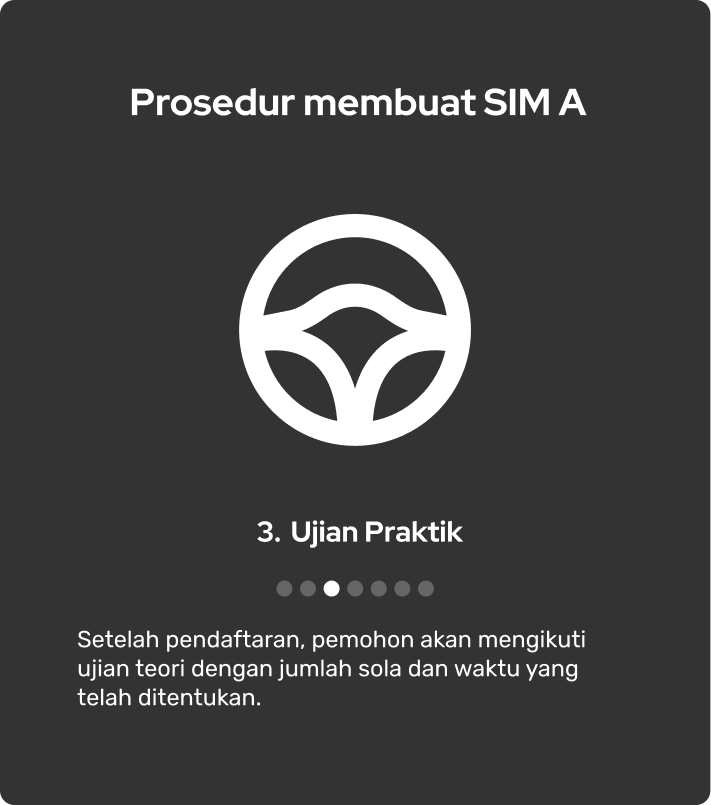 Prosedur membuat SIM A
3. Ujian Praktik
Setelah pendaftaran, pemohon akan mengikuti
ujian teori dengan jumlah sola dan waktu yang
telah ditentukan.